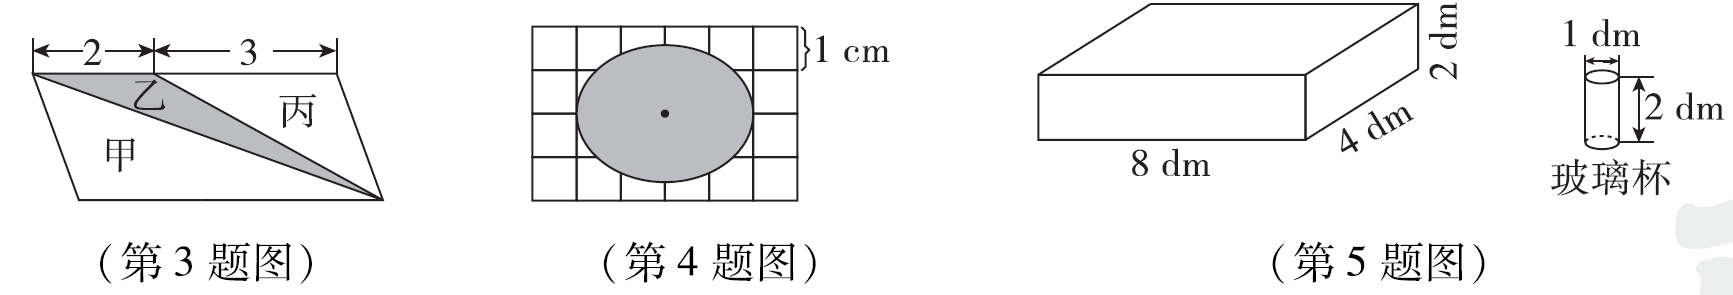 2 3
乙
丙
甲
(第3题图)
1 cm
(第4题图)
2 dm
4 dm
8 dm
1 dm
2 dm
玻璃杯
(第5题图)